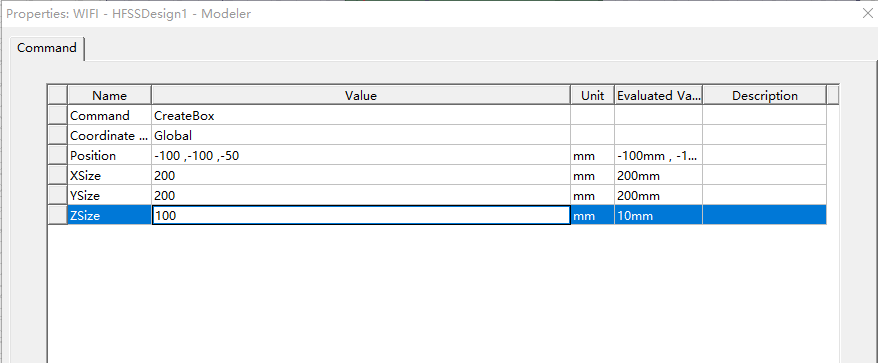 Properties: WIFI - HFSSDesign1 - Modeler
Command
Name Value Unit Evaluated Va... Description
Command CreateBox
Coordinate ... Global
Position -100 ,-100 ,-50 mm -100mm , -1...
XSize 200 mm 200mm
YSize 200 mm 200mm
ZSize 100 mm 10mm